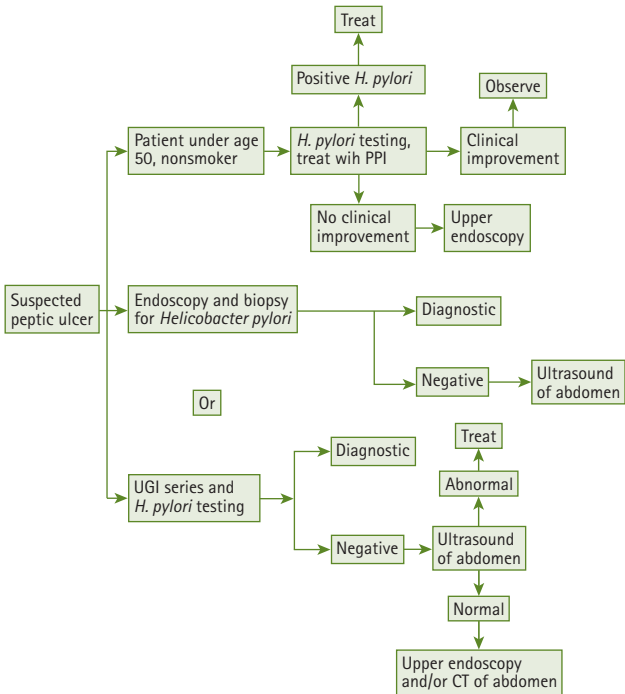 Treat
Positive H. pylori
Observe
Patient under age
50, nonsmoker
H. pylori testing,
treat wih PPI
Clinical
improvement
No clinical
improvement
Upper
endoscopy
Suspected
peptic ulcer
Endoscopy and biopsy
for Helicobacter pylori
Diagnostic
Negative
Ultrasound
of abdomen
Or
UGI series and
H. pylori testing
Diagnostic
Treat
Abnormal
Negative
Ultrasound
of abdomen
Normal
Upper endoscopy
and/or CT of abdomen